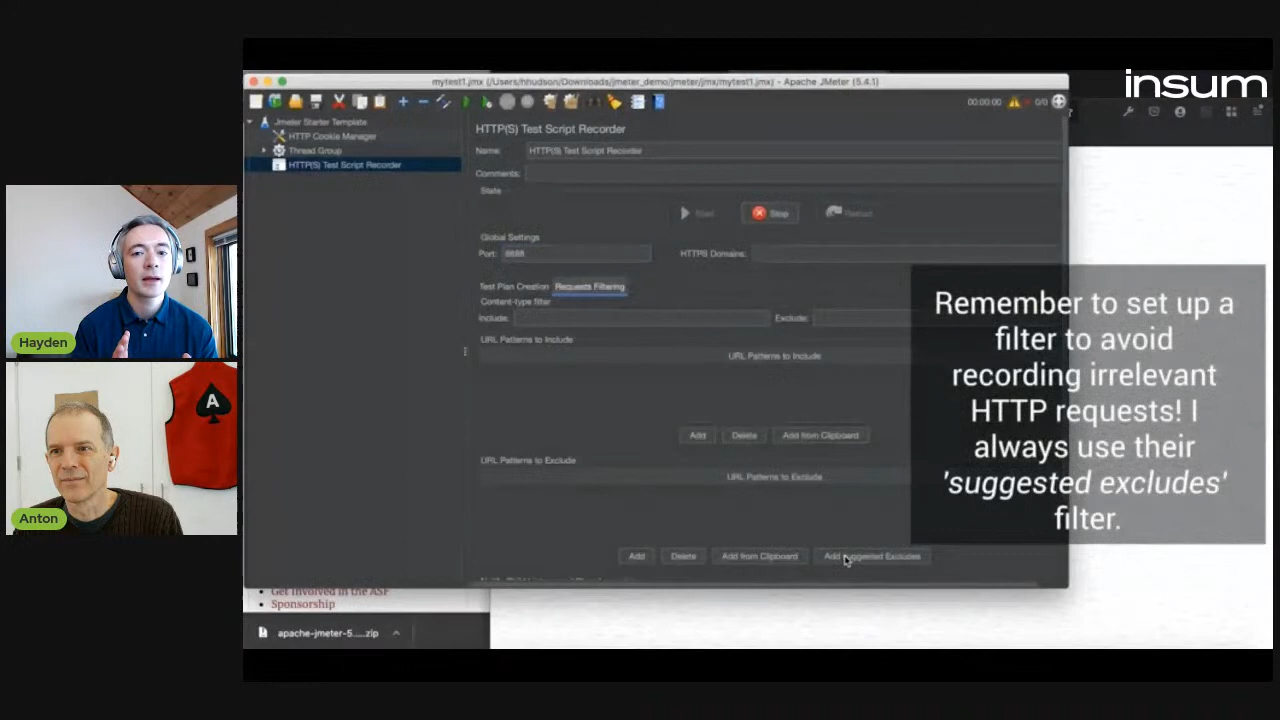 insum
mytest1.jmx (/Users/hhudson/Downloads/jmeter_demo/jmeter/jmx/mytest1.jmx) - Apache JMeter (5.4.1)
00:00:00
0/0
Jmeter Starter Template
HTTP Cookie Manager
Thread Group
HTTP(S) Test Script Recorder
HTTP(S) Test Script Recorder
Name: HTTP(S) Test Script Recorder
Comments:
State
Start
Stop
Restart
Global Settings
Port: 8888
HTTPS Domains:
Test Plan Creation Requests Filtering
Content-type filter
Include:
Exclude:
URL Patterns to Include
URL Patterns to Include
Add Delete Add from Clipboard
URL Patterns to Exclude
URL Patterns to Exclude
Add Delete Add from Clipboard Add suggested Excludes
Remember to set up a
filter to avoid
recording irrelevant
HTTP requests! I
always use their
'suggested excludes'
filter.
Hayden
A
Anton
Get Involved in the ASF
Sponsorship
apache-jmeter-5....zip